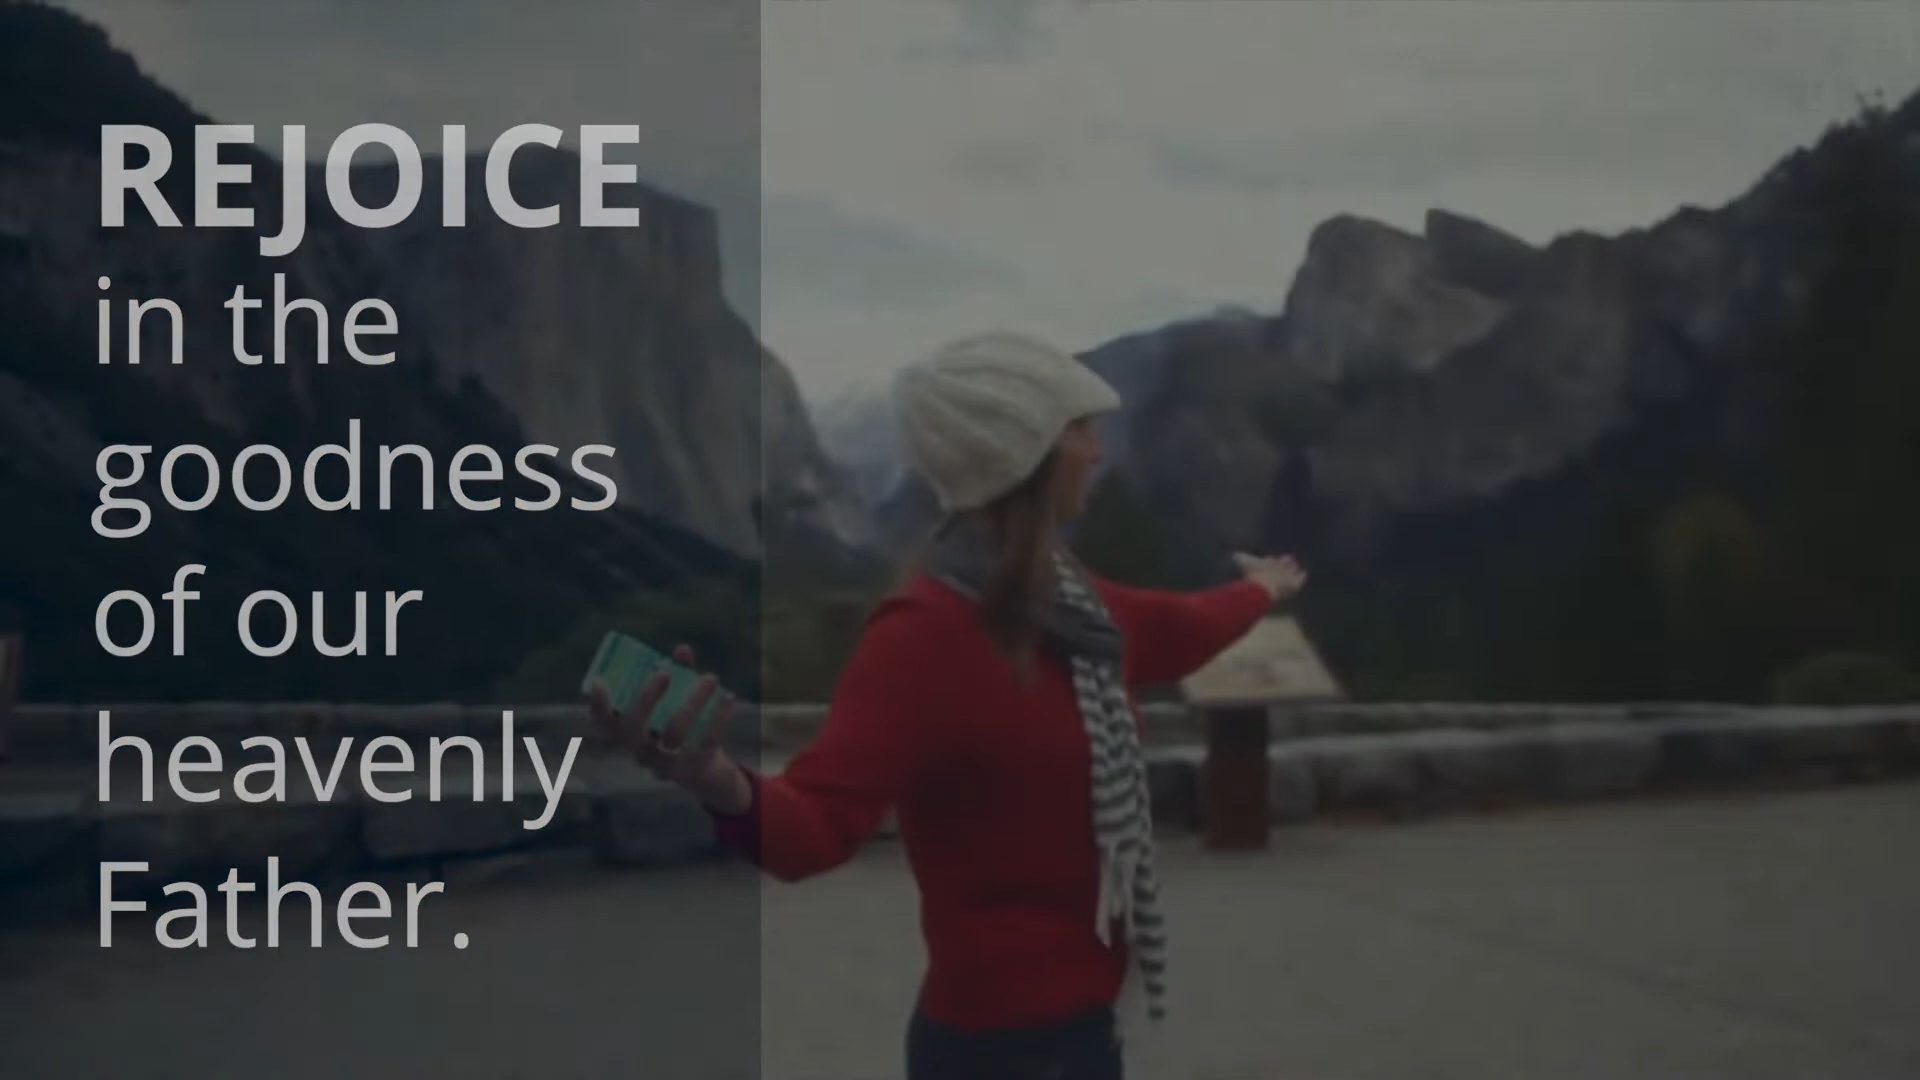 REJOICE
in the
goodness
of our
heavenly
Father.